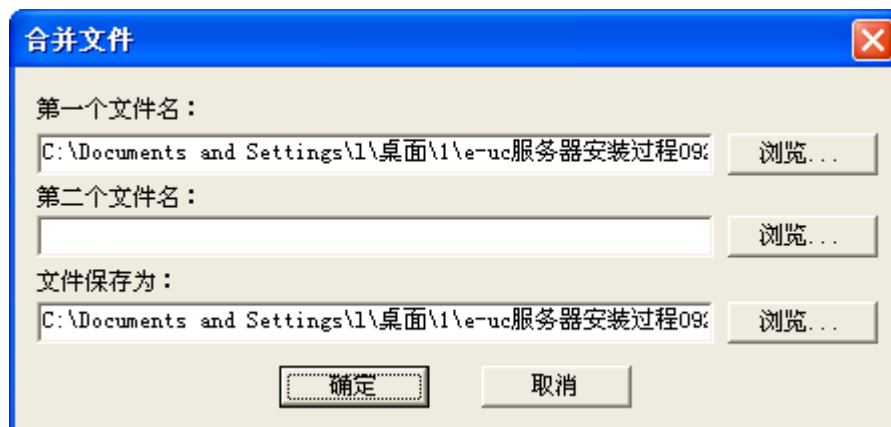 合并文件
第一个文件名：
C:\Documents and Settings\l\桌面\1\e-uc服务器安装过程092
浏览...
第二个文件名：
浏览...
文件保存为：
C:\Documents and Settings\l\桌面\1\e-uc服务器安装过程092
浏览...
确定 取消